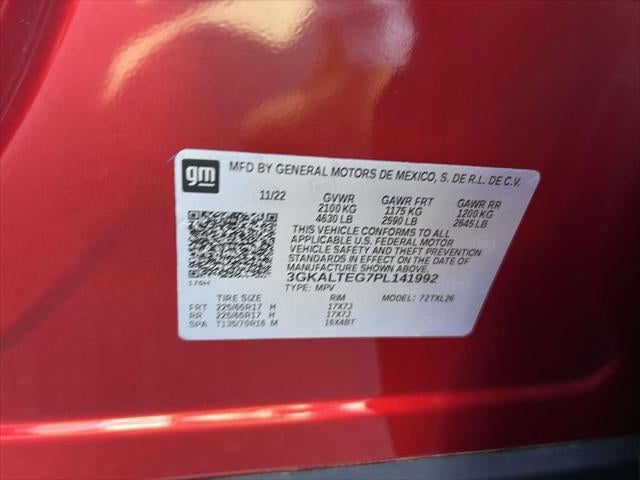 gm
MFD BY GENERAL MOTORS DE MEXICO, S. DE R.L. DE C.V.
11/22 GVWR GAWR FRT GAWR RR
2100 KG 1175 KG 1200 KG
4630 LB 2590 LB 2645 LB
THIS VEHICLE CONFORMS TO ALL
APPLICABLE U.S. FEDERAL MOTOR
VEHICLE SAFETY AND THEFT PREVENTION
STANDARDS IN EFFECT ON THE DATE OF
MANUFACTURE SHOWN ABOVE.
3GKALTEG7PL141992
TYPE: MPV MODEL: 72TXL26
TIRE SIZE RIM
FRT 225/65R17 H 17X7J
RR 225/65R17 H 17X7J
SPA T135/70R16 M 16X4BT